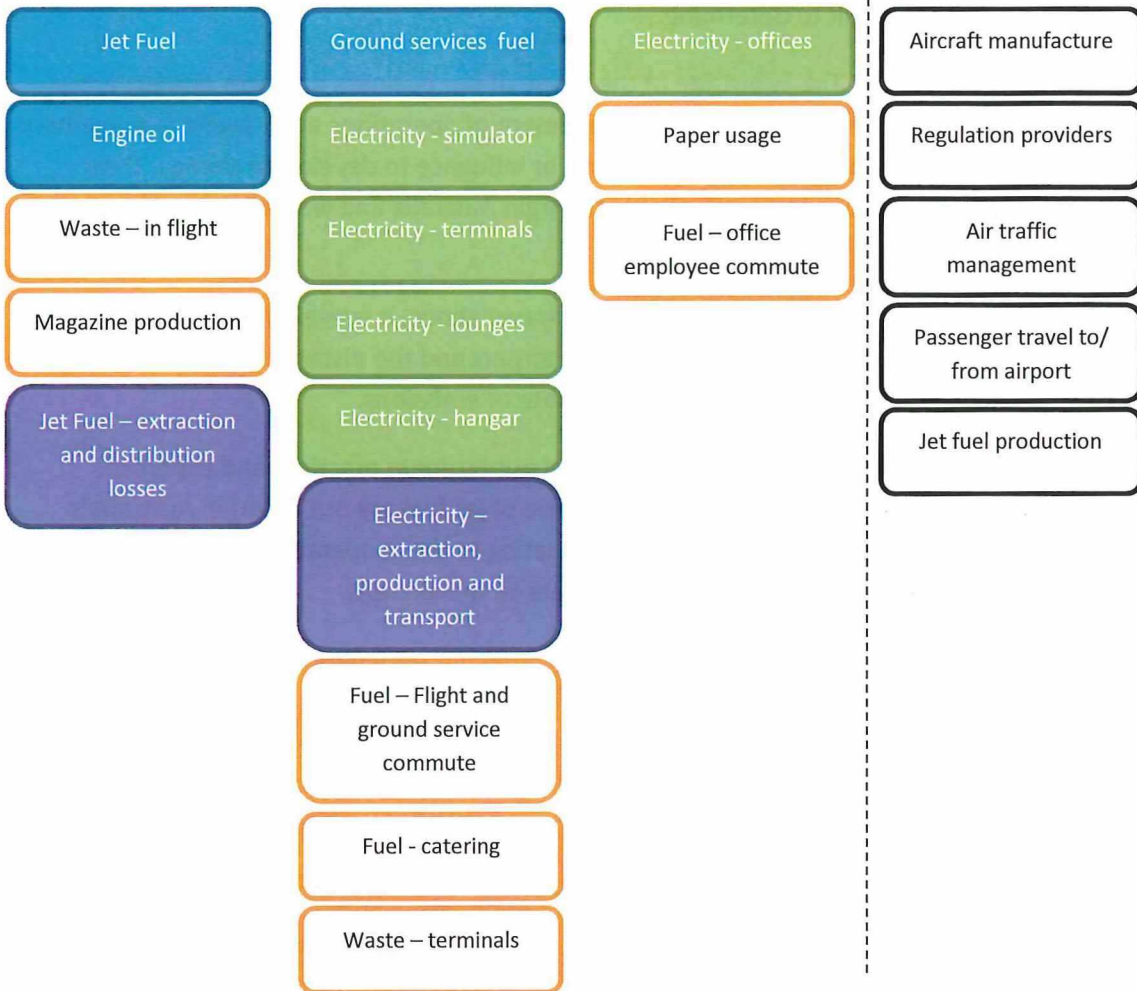 Jet Fuel
Engine oil
Waste – in flight
Magazine production
Jet Fuel – extraction
and distribution
losses
Ground services fuel
Electricity - simulator
Electricity - terminals
Electricity - lounges
Electricity - hangar
Electricity –
extraction,
production and
transport
Fuel – Flight and
ground service
commute
Fuel - catering
Waste – terminals
Electricity - offices
Paper usage
Fuel – office
employee commute
Aircraft manufacture
Regulation providers
Air traffic
management
Passenger travel to/
from airport
Jet fuel production